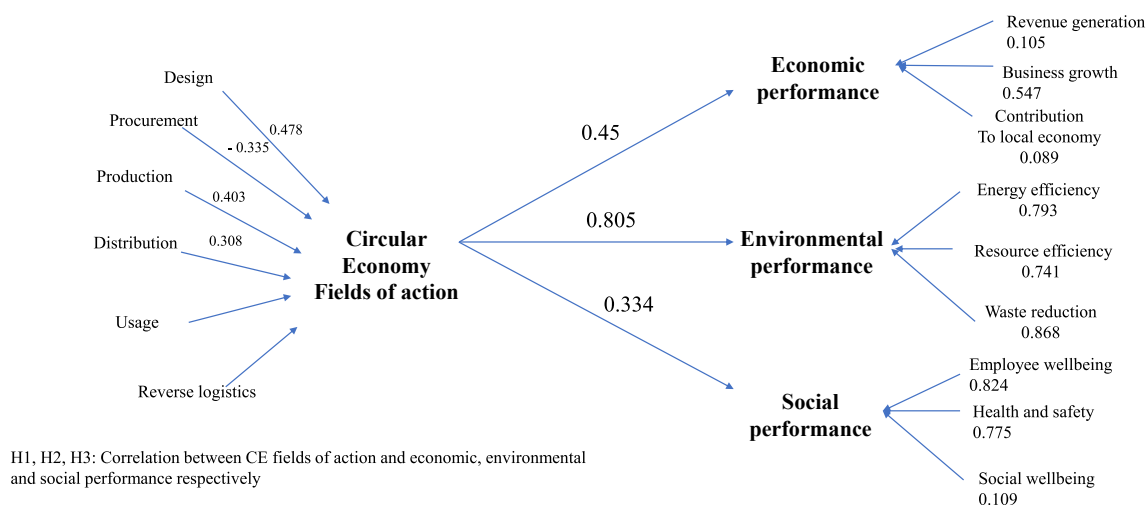 Design
0.478
Procurement
- 0.335
Production
0.403
Distribution
0.308
Usage
Reverse logistics
Circular
Economy
Fields of action
0.45
0.805
0.334
Economic
performance
Revenue generation
0.105
Business growth
0.547
Contribution
To local economy
0.089
Environmental
performance
Energy efficiency
0.793
Resource efficiency
0.741
Waste reduction
0.868
Social
performance
Employee wellbeing
0.824
Health and safety
0.775
Social wellbeing
0.109
H1, H2, H3: Correlation between CE fields of action and economic, environmental
and social performance respectively